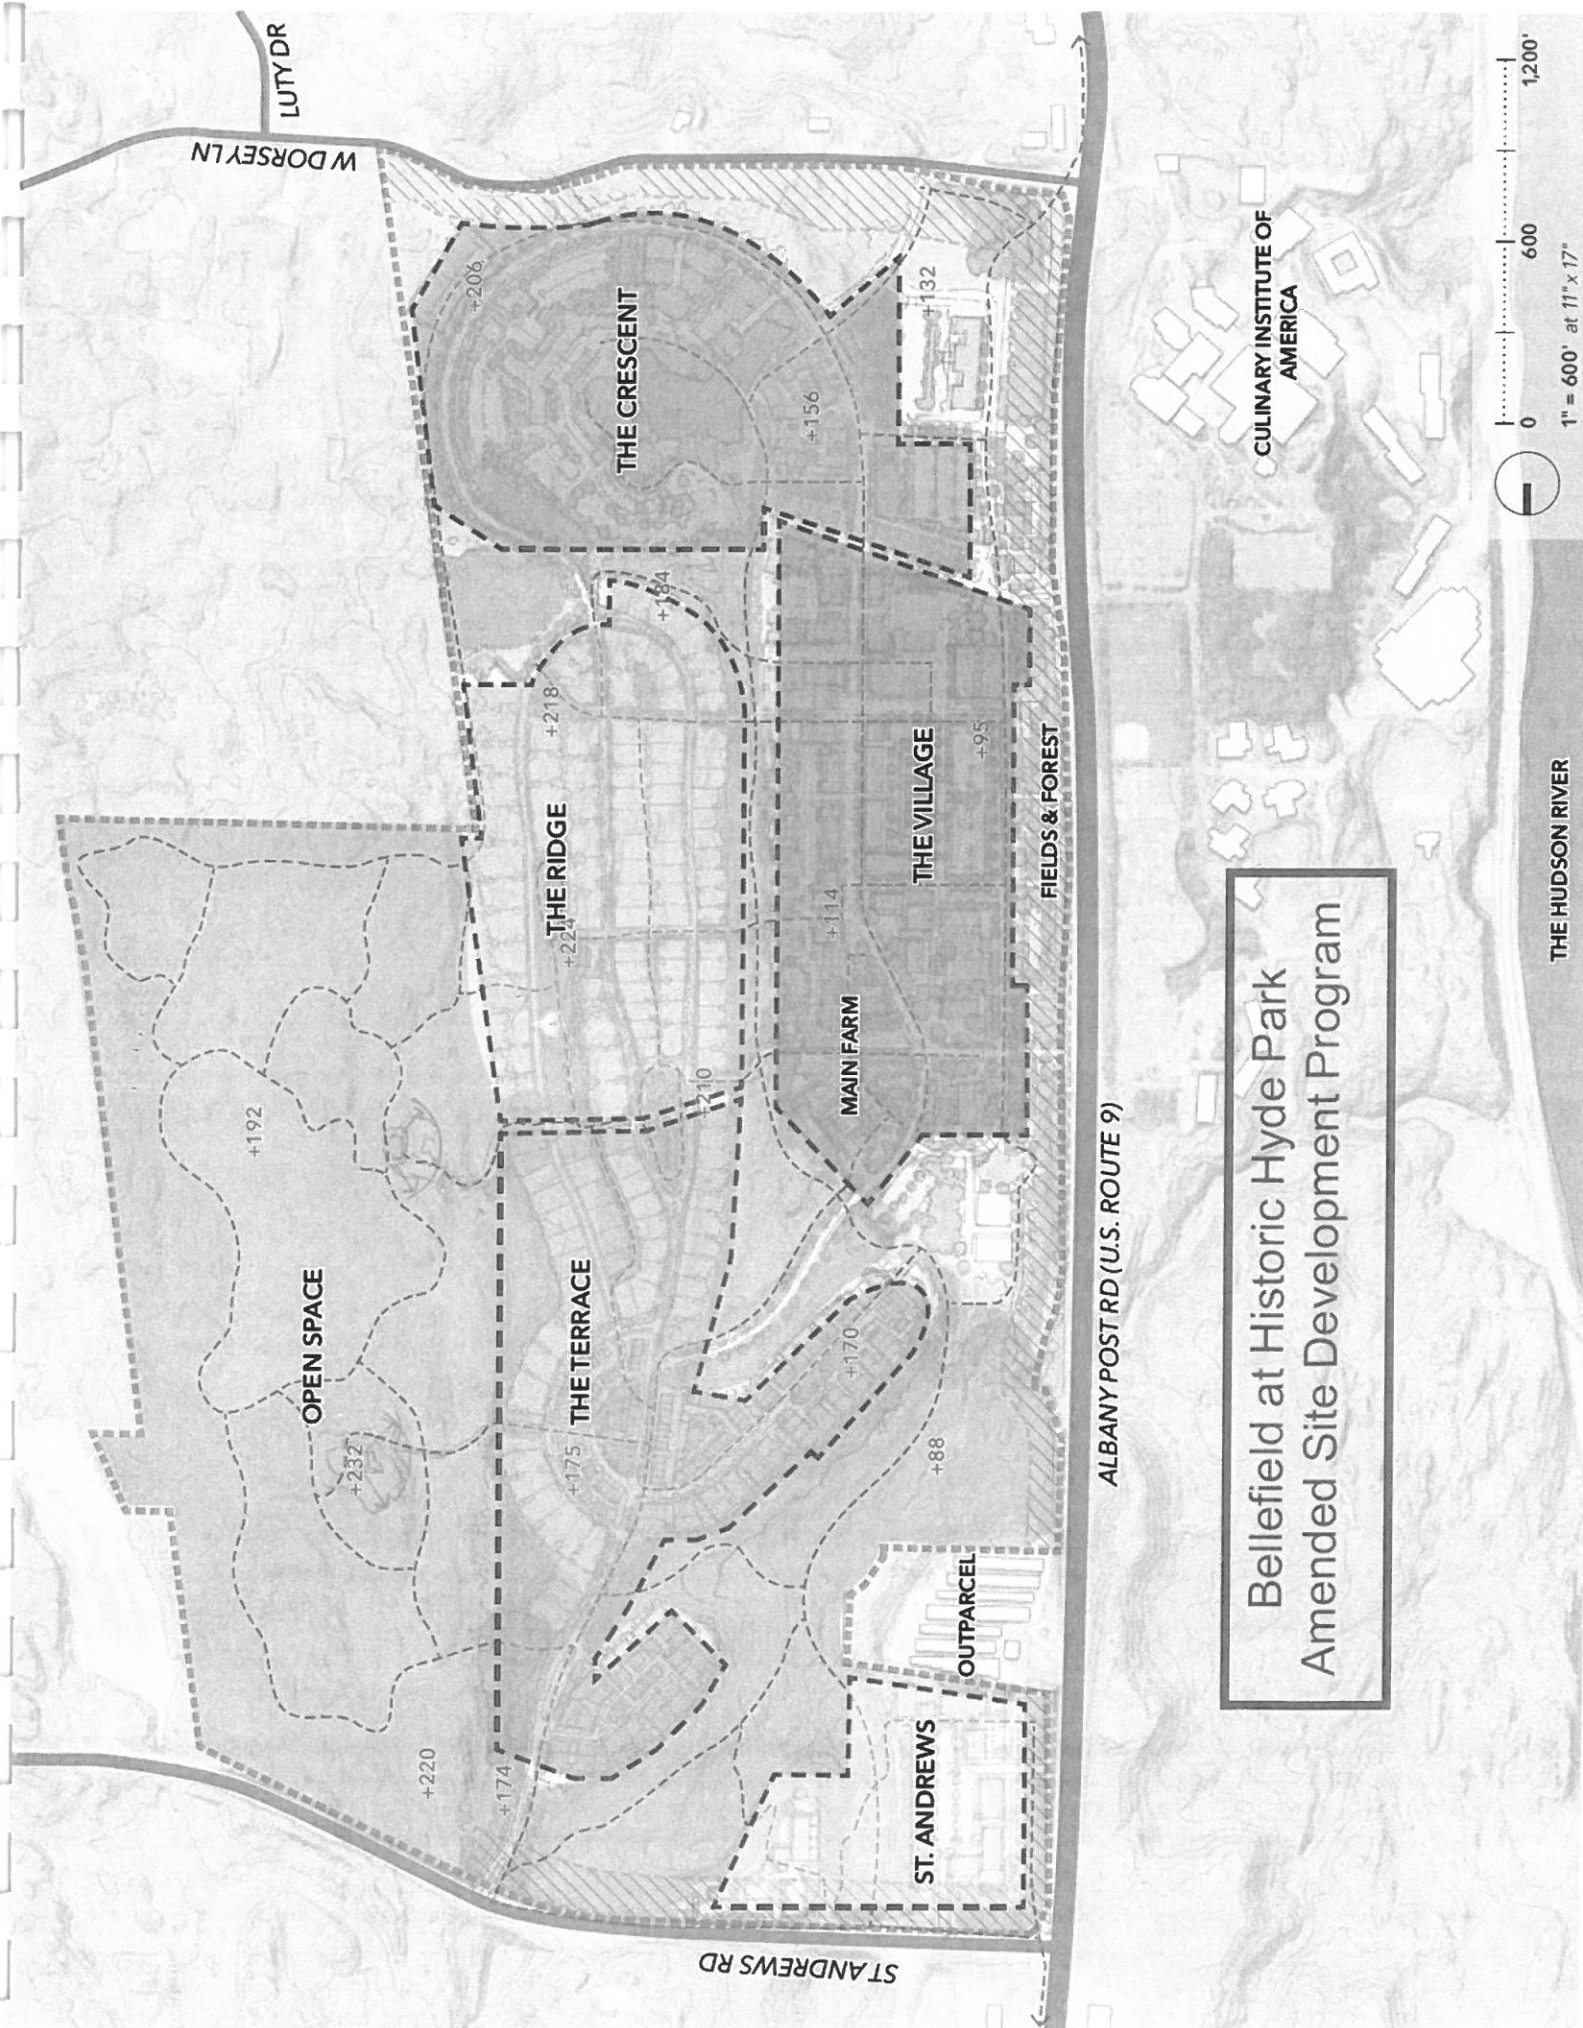 LUTY DR
W DORSEY LN
+206
THE CRESCENT
+156
+132
CULINARY INSTITUTE OF
AMERICA
0
600
1,200'
1" = 600' at 11" x 17"
+184
+218
THE RIDGE
+224
+210
THE VILLAGE
+95
+114
MAIN FARM
FIELDS & FOREST
THE HUDSON RIVER
OPEN SPACE
+192
+232
+220
THE TERRACE
+175
+170
+174
+88
ALBANY POST RD (U.S. ROUTE 9)
OUTPARCEL
ST. ANDREWS
ST ANDREWS RD
Bellefield at Historic Hyde Park
Amended Site Development Program